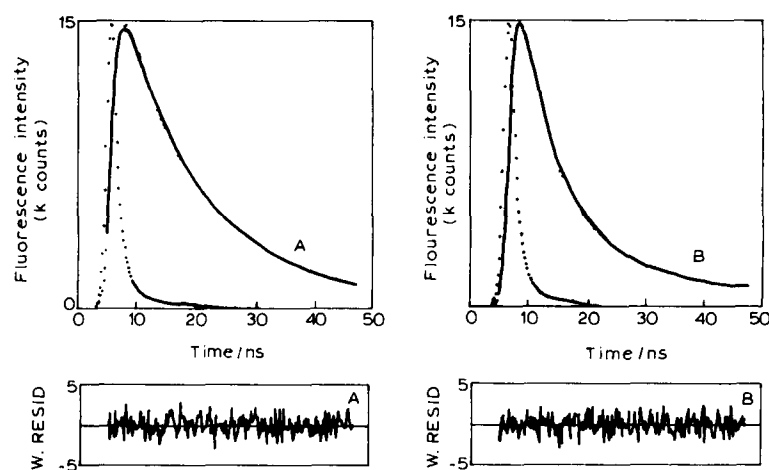 15
Fluorescence intensity
(k counts)
A
0
0 10 20 30 40 50
Time/ns
5
A
W. RESID
-5
15
Flourescence intensity
(k counts)
B
0 10 20 30 40 50
Time/ns
5
B
W. RESID
-5